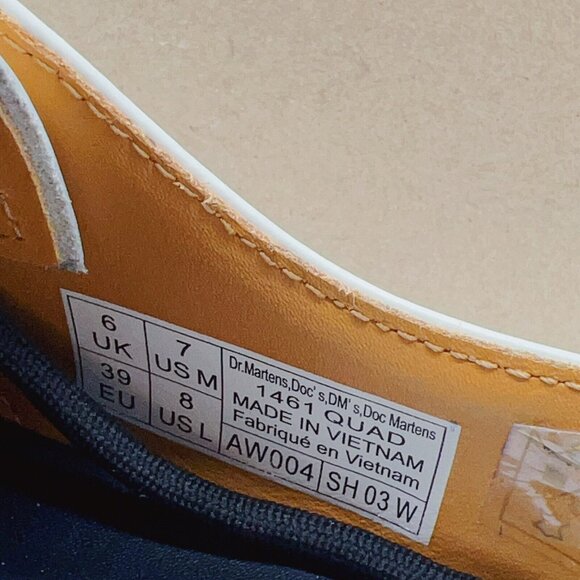 6 UK
7 US M
39 EU
8 US L
Dr.Martens,Doc's,DM's,Doc Martens
1461 QUAD
MADE IN VIETNAM
Fabriqué en Vietnam
AW004 SH 03 W